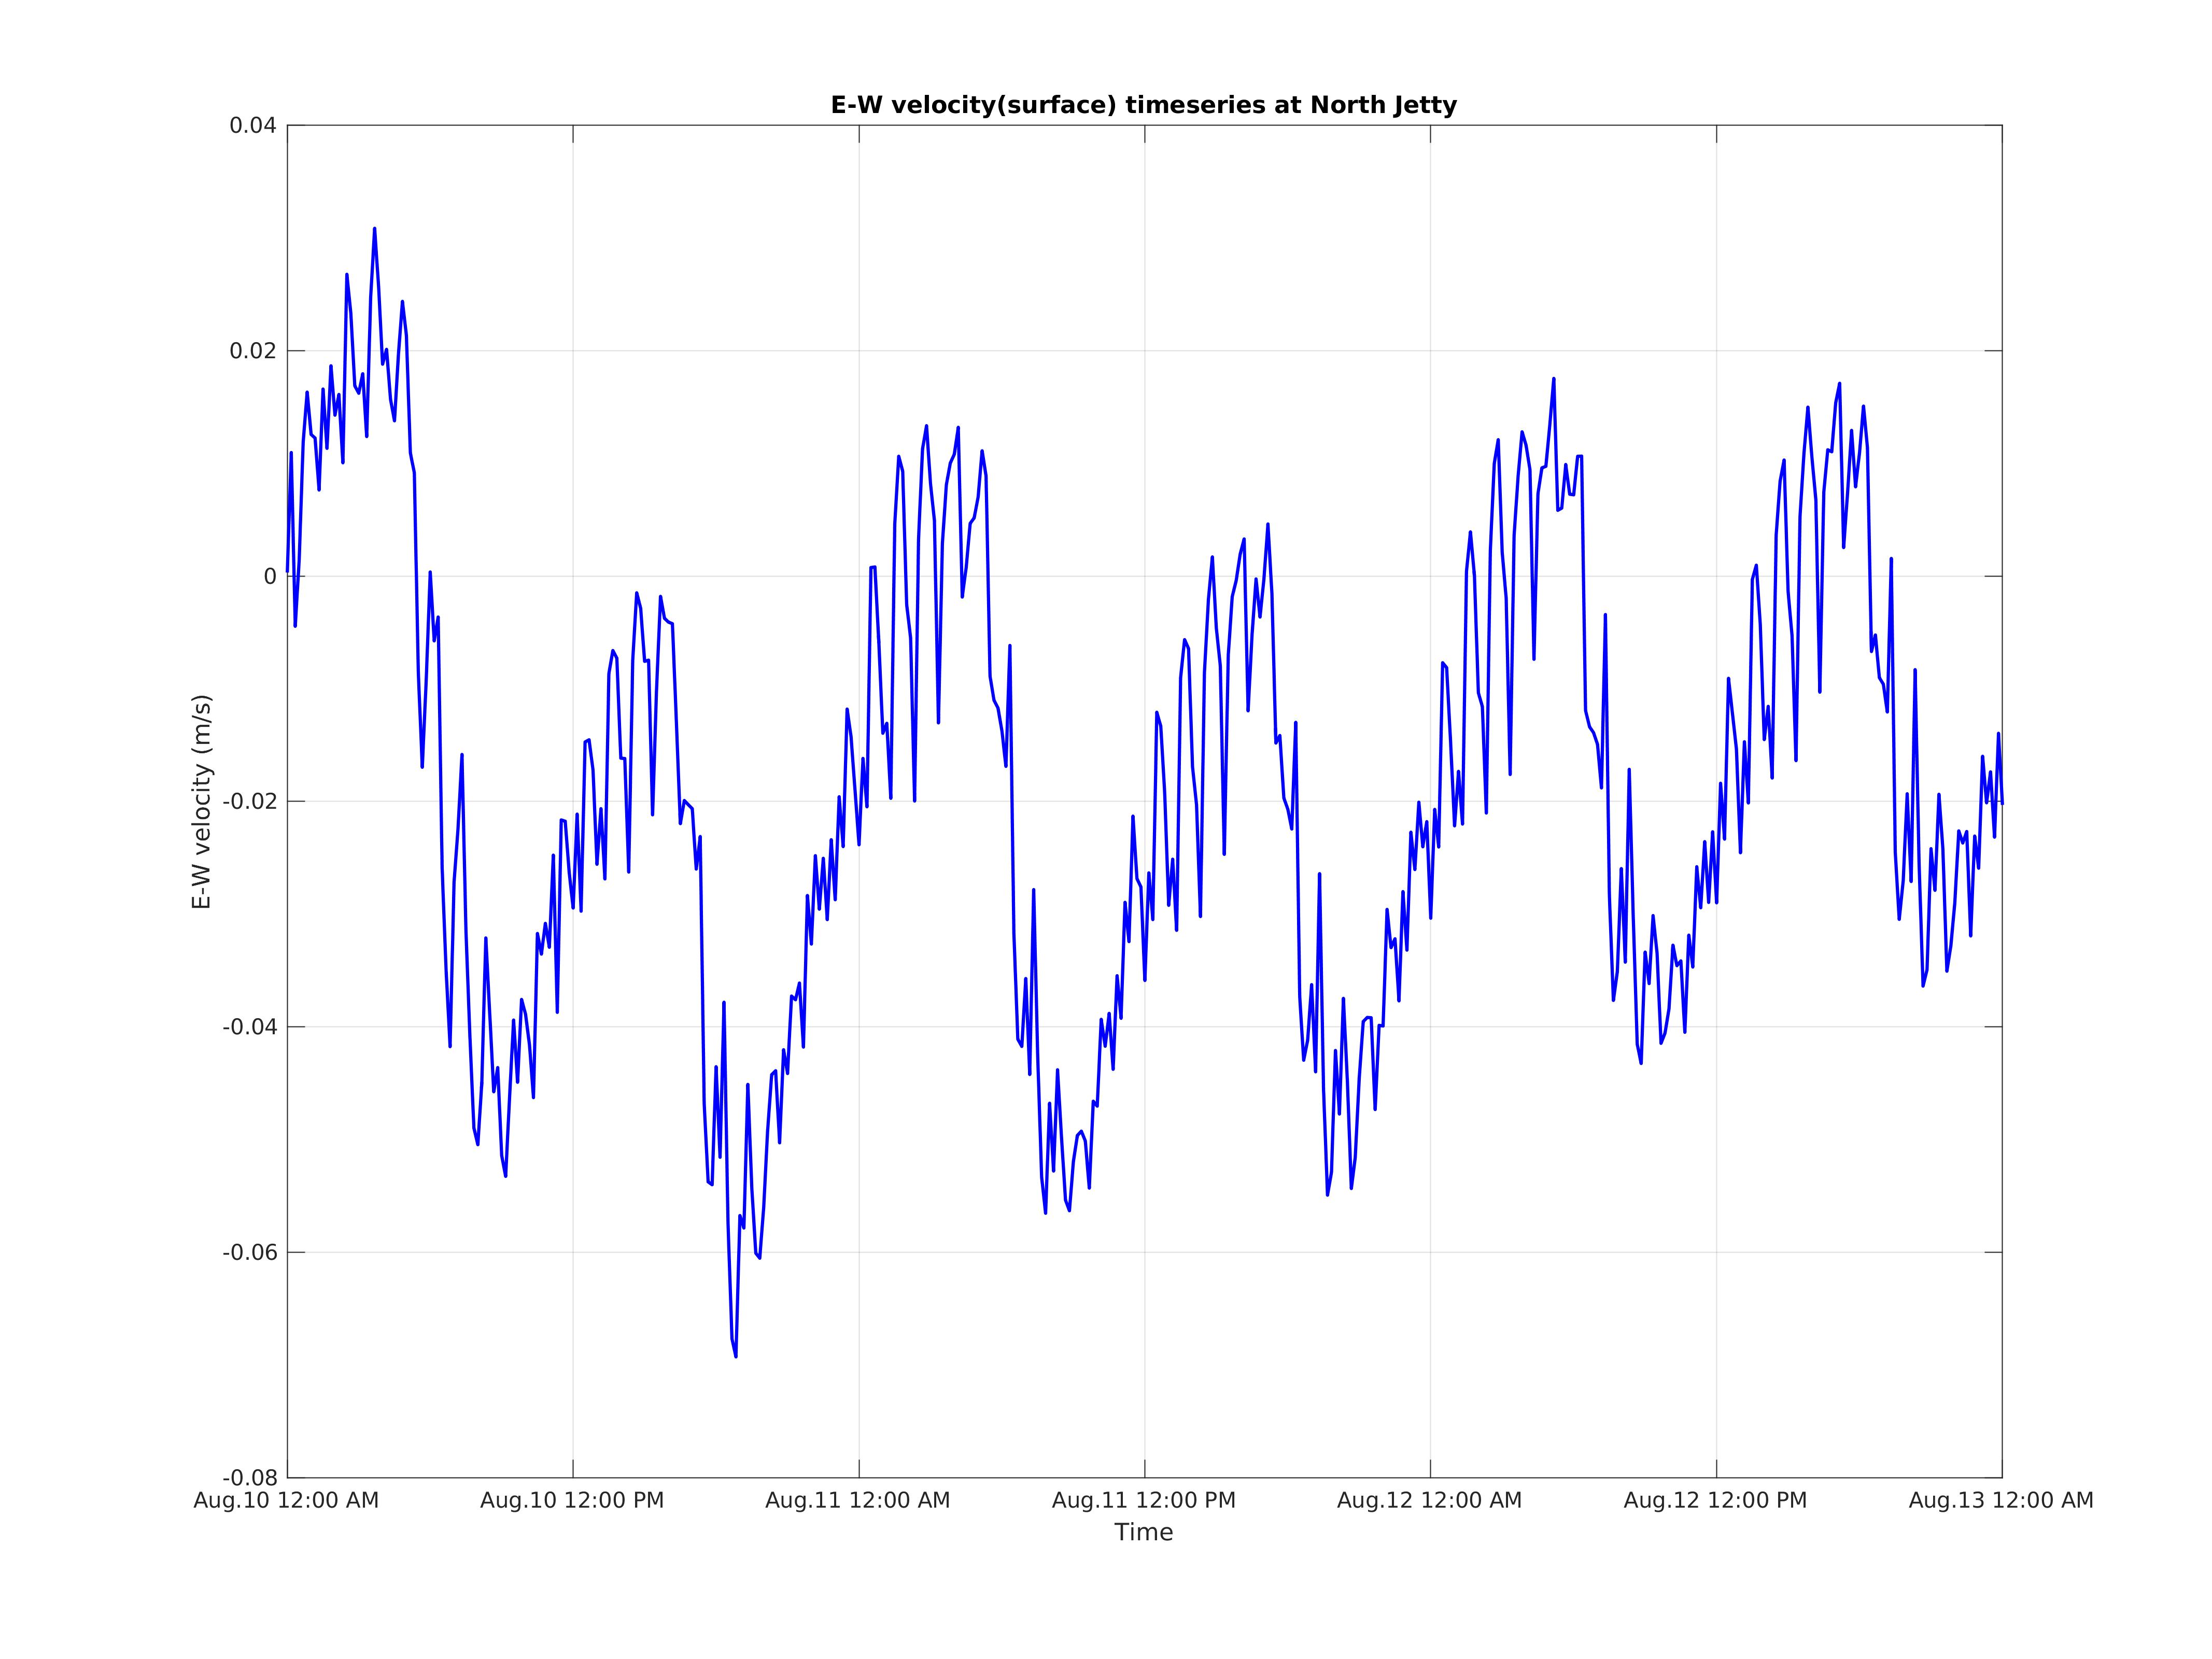 E-W velocity(surface) timeseries at North Jetty
0.04
0.02
0
-0.02
-0.04
-0.06
-0.08
E-W velocity (m/s)
Aug.10 12:00 AM
Aug.10 12:00 PM
Aug.11 12:00 AM
Aug.11 12:00 PM
Aug.12 12:00 AM
Aug.12 12:00 PM
Aug.13 12:00 AM
Time